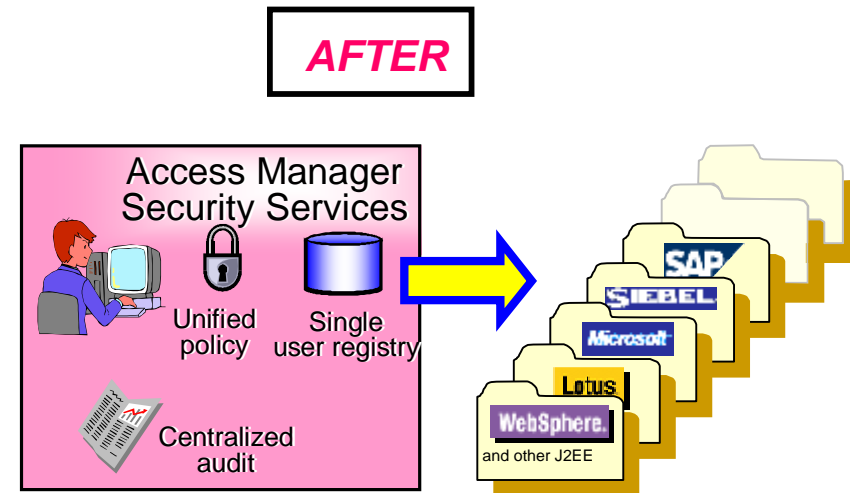 AFTER
Access Manager
Security Services
Unified
policy
Single
user registry
Centralized
audit
SAP
SIEBEL
Microsoft
Lotus
WebSphere.
and other J2EE